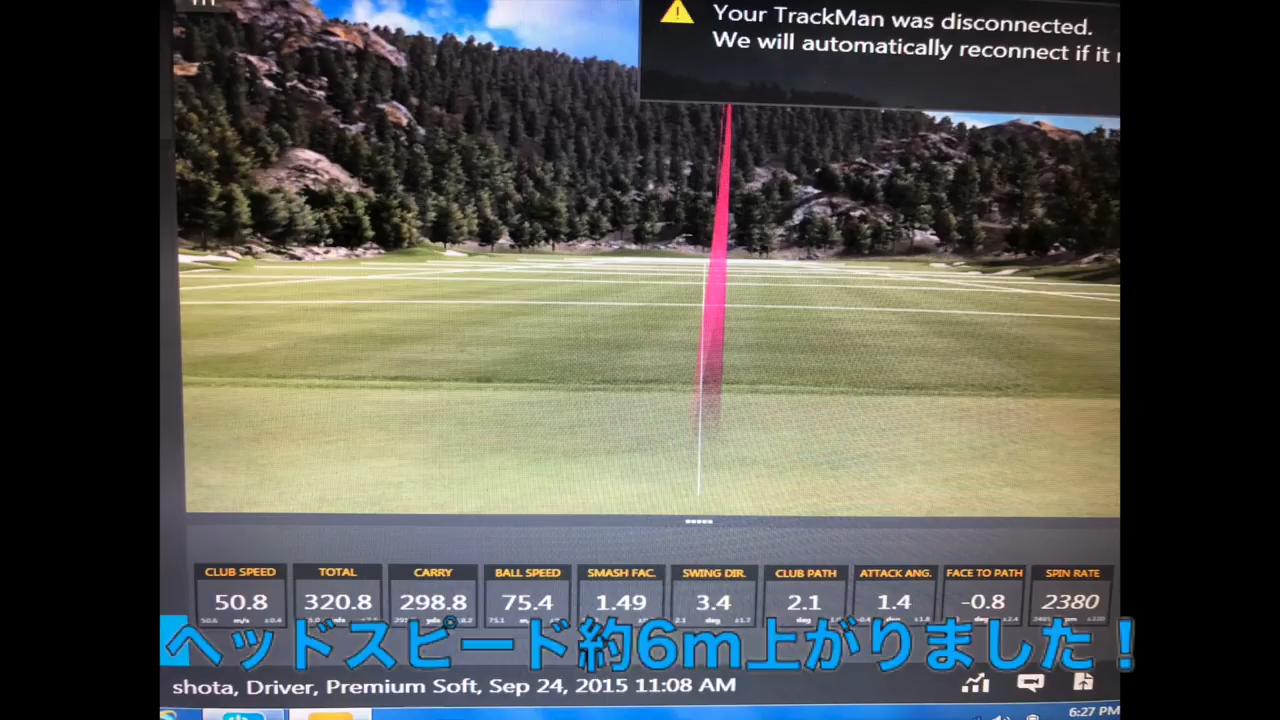 Your TrackMan was disconnected.
We will automatically reconnect if it
CLUB SPEED TOTAL CARRY BALL SPEED SMASH FAC. SWING DIR. CLUB PATH ATTACK ANG. FACE TO PATH SPIN RATE
50.8 320.8 298.8 75.4 1.49 3.4 2.1 1.4 -0.8 2380
ヘッドスピード約6m上がりました！
shota, Driver, Premium Soft, Sep 24, 2015 11:08 AM
6:27 PM